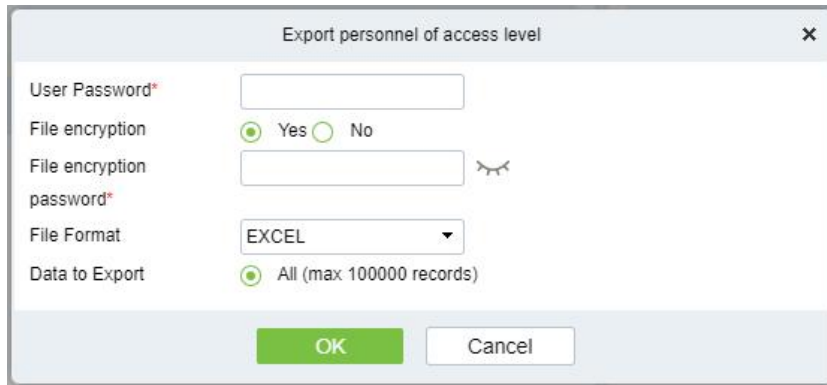 Export personnel of access level
User Password*
File encryption Yes No
File encryption
password*
File Format EXCEL
Data to Export All (max 100000 records)
OK Cancel